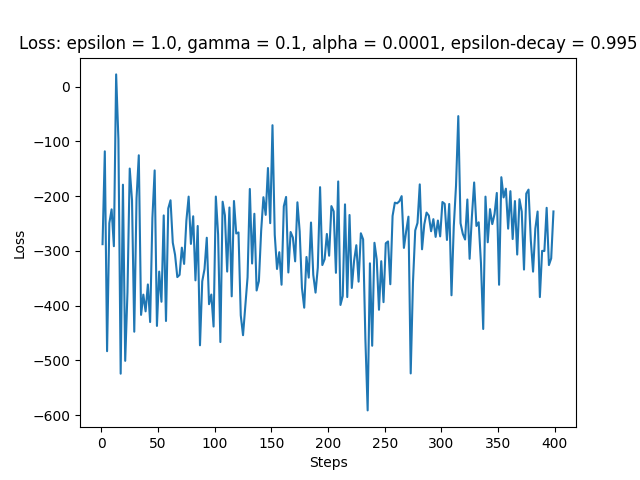 Loss: epsilon = 1.0, gamma = 0.1, alpha = 0.0001, epsilon-decay = 0.995
0
−100
−200
−300
−400
−500
−600
Loss
0 50 100 150 200 250 300 350 400
Steps